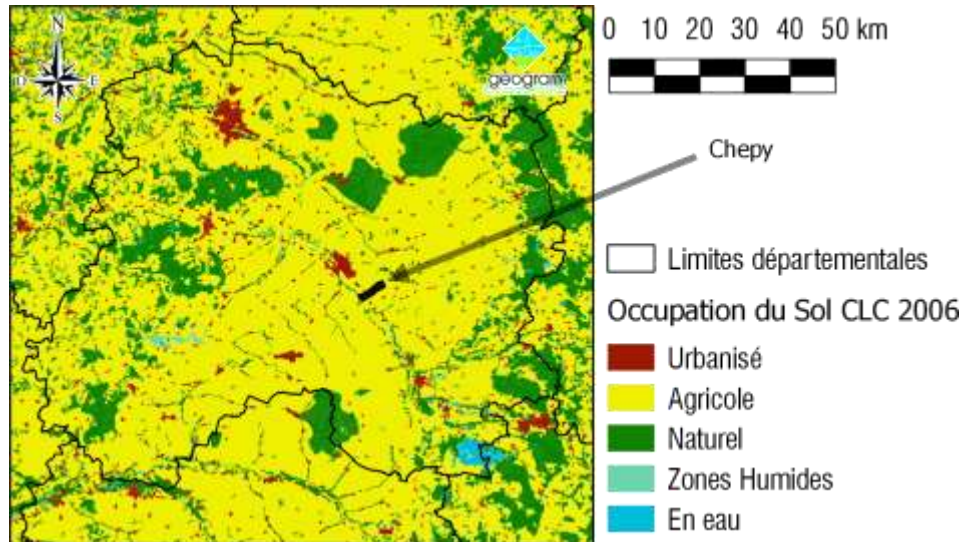 N
O E
S
geogram
0 10 20 30 40 50 km
Chepy
Limites départementales
Occupation du Sol CLC 2006
Urbanisé
Agricole
Naturel
Zones Humides
En eau